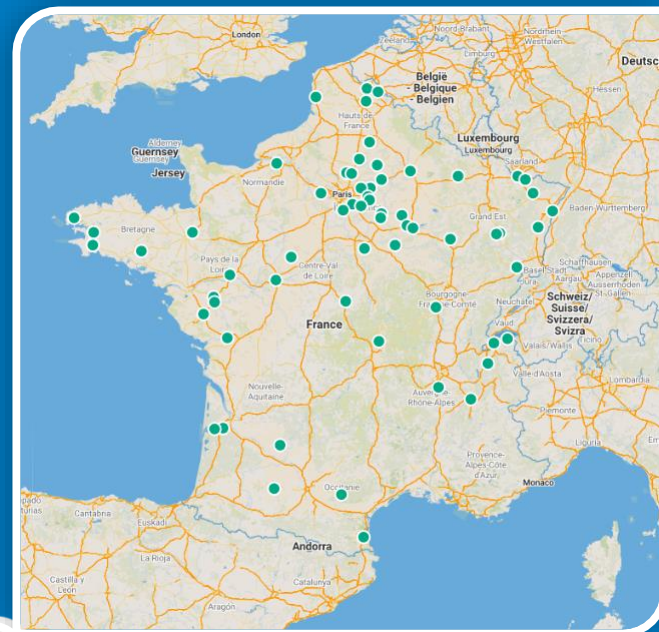 London
Zeeland
Noord-Brabant
Limburg
Nordrhein-
Westfalen
Deutsc
België
- Belgique
- Belgien
Hessen
Hauts-de-
France
Luxembourg
Luxembourg
Saarland
Alderney
Guernsey
Guernsey
Jersey
Normandie
Paris
Grand Est
Baden-Württemberg
Bretagne
Pays de la
Loire
Centre-Val
de Loire
Schaffhausen
Basel-Stadt
Jura
Aargau
Appenzell
Ausserrhoden
St. Gallen
Bourgogne
Franche-Comté
Neuchâtel
Schweiz/
Suisse/
Svizzera/
Svizra
Vaud
Valais/Wallis
Ticino
France
Valle d'Aosta
Lombardia
Nouvelle-
Aquitaine
Auvergne
Rhône-Alpes
Piemonte
Liguria
Provence-
Alpes-Côte
d'Azur
Monaco
Occitanie
Cantabria
Euskadi
La Rioja
Andorra
Castilla y
León
Aragón
Catalunya